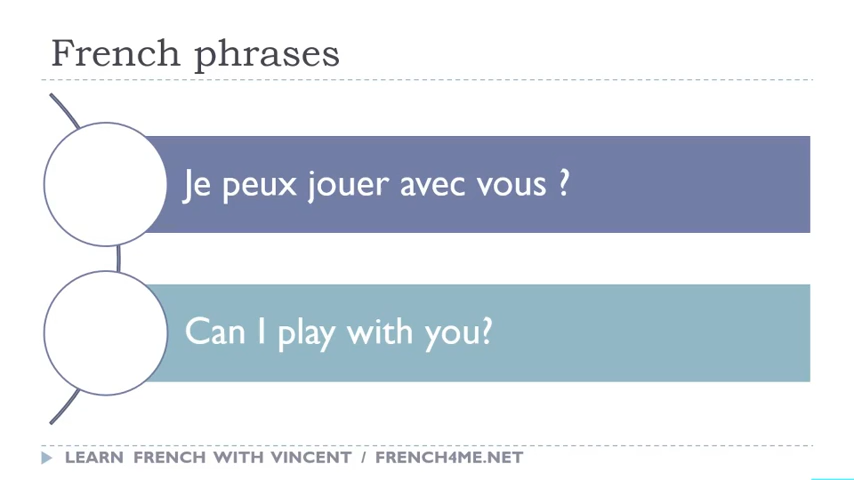 French phrases
Je peux jouer avec vous ?
Can I play with you?
LEARN FRENCH WITH VINCENT / FRENCH4ME.NET